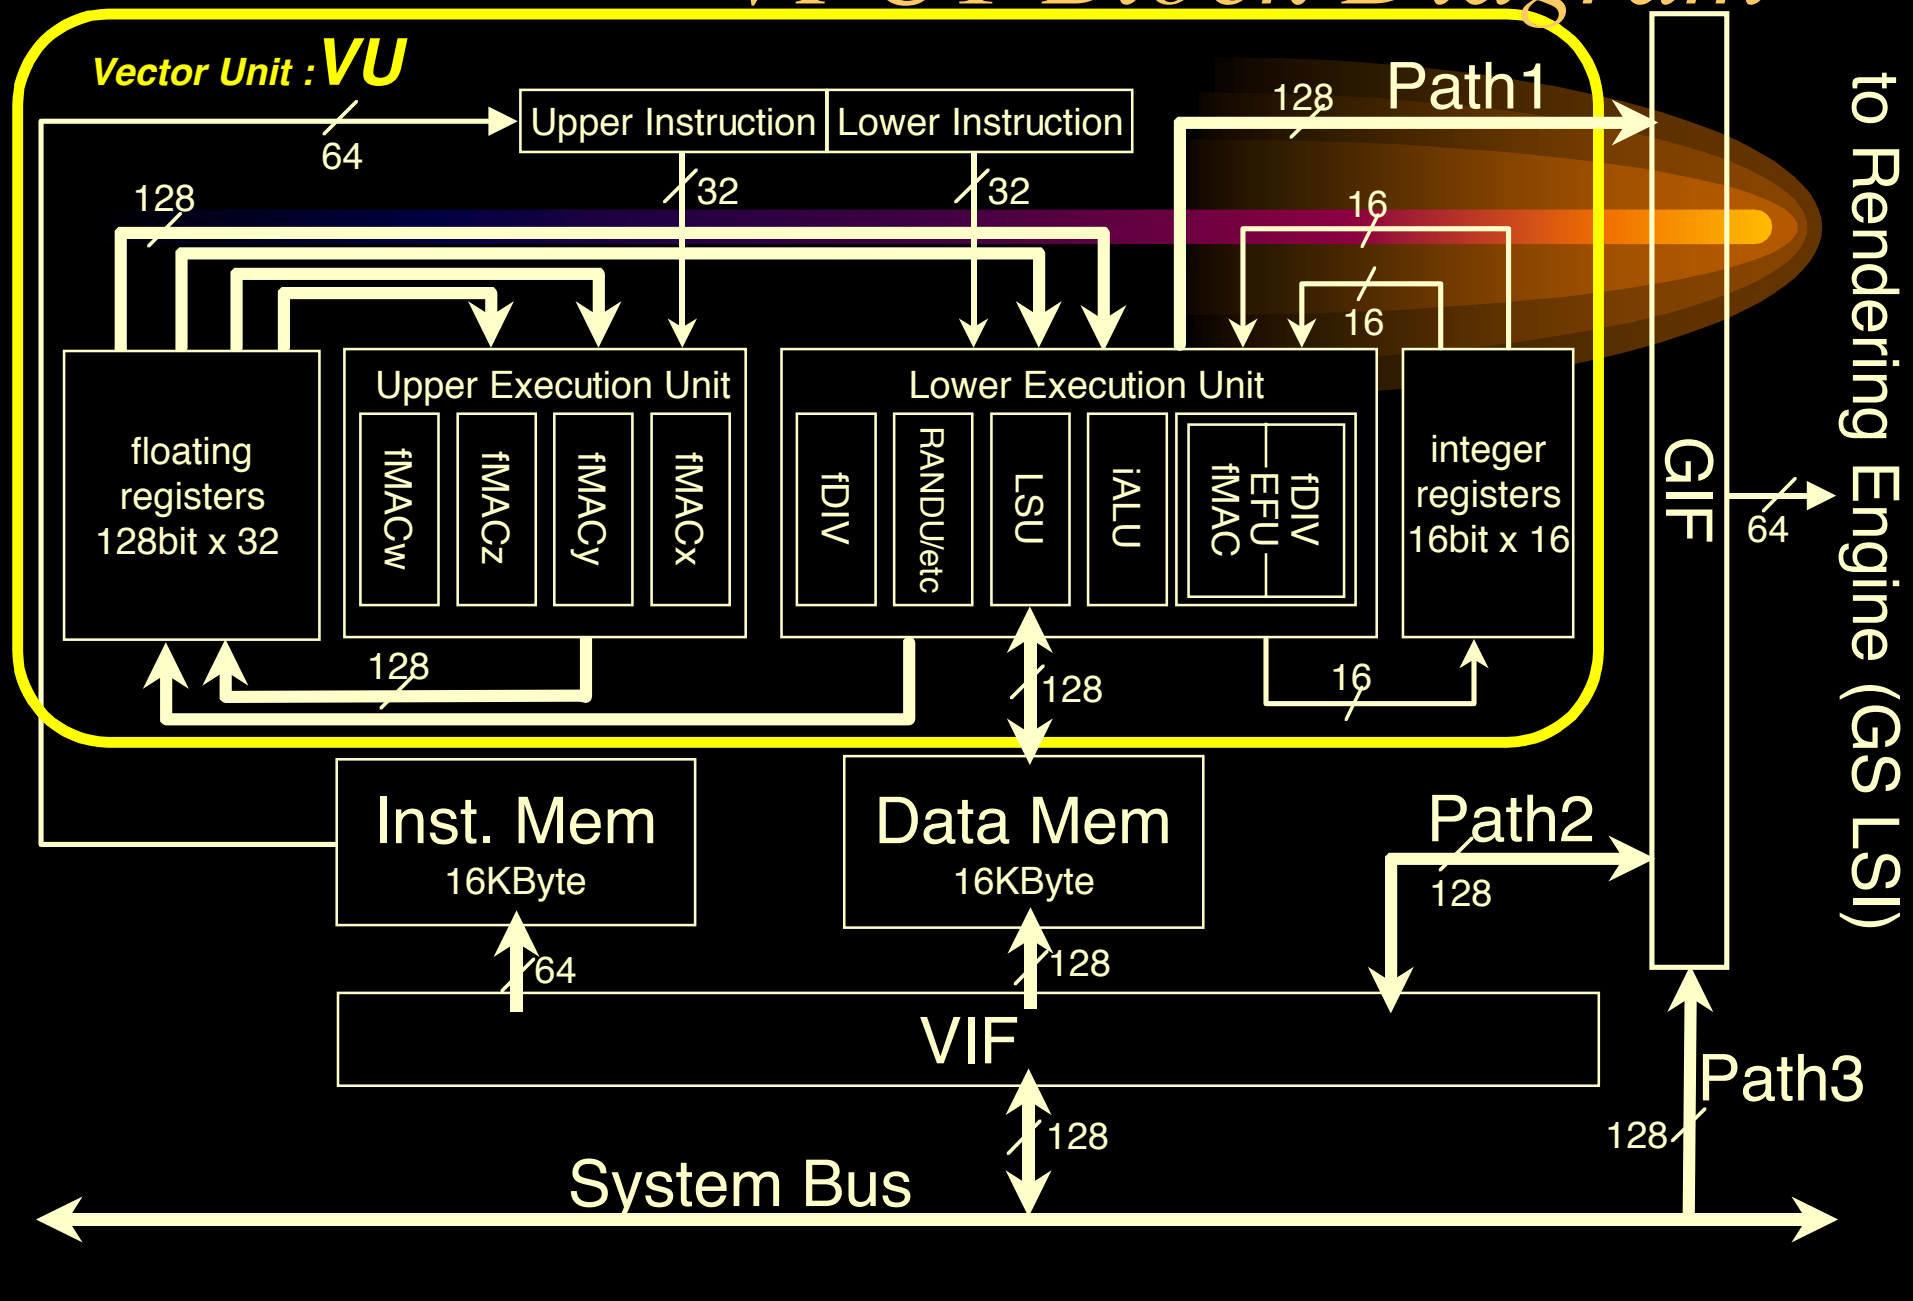 VPU1 Block Diagram
Vector Unit : VU
64
Upper Instruction
Lower Instruction
32
32
128
Path1
128
16
16
floating
registers
128bit x 32
Upper Execution Unit
fMACw
fMACz
fMACy
fMACx
Lower Execution Unit
fDIV
RANDU/etc
LSU
iALU
fMAC
EFU
fDIV
integer
registers
16bit x 16
128
128
16
GIF
64
to Rendering Engine (GS LSI)
Inst. Mem
16KByte
Data Mem
16KByte
Path2
128
64
128
VIF
128
Path3
128
System Bus